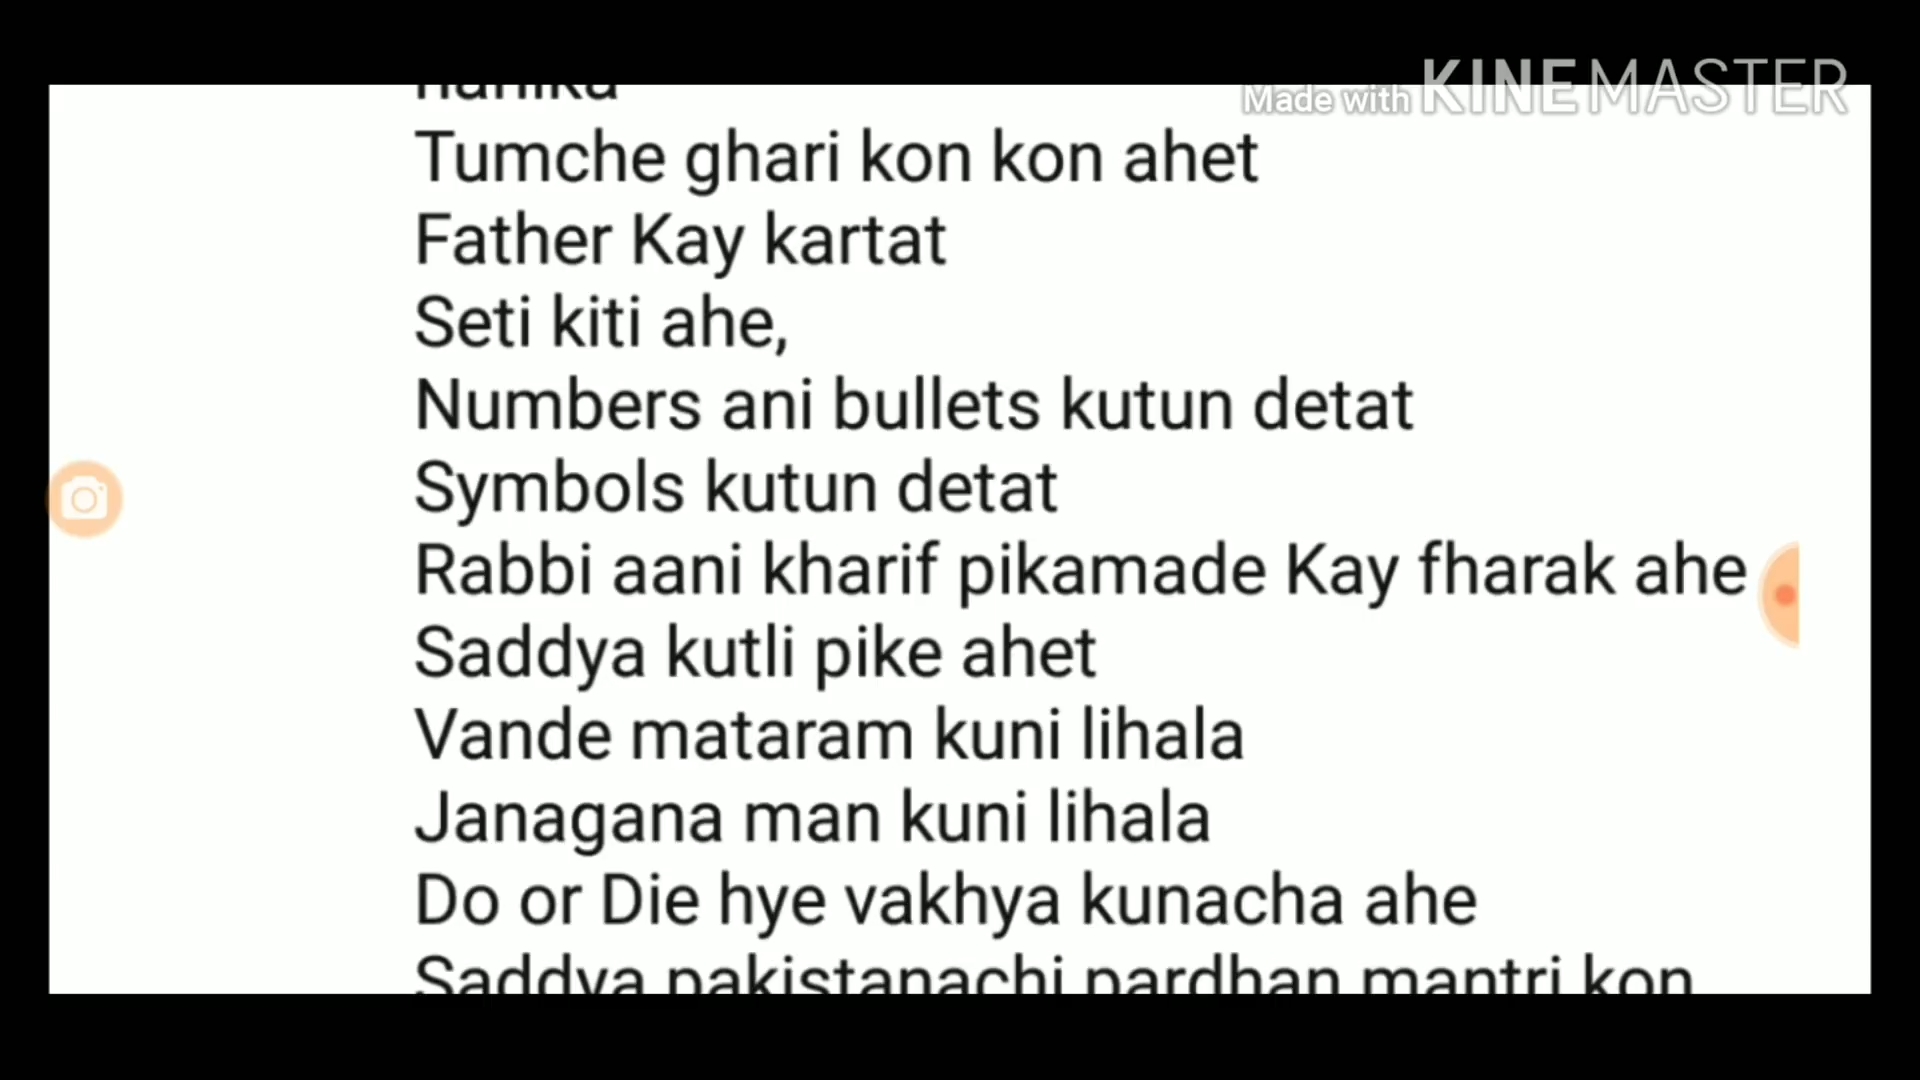 Made with KINEMASTER
Tumche ghari kon kon ahet
Father Kay kartat
Seti kiti ahe,
Numbers ani bullets kutun detat
Symbols kutun detat
Rabbi aani kharif pikamade Kay fharak ahe
Saddya kutli pike ahet
Vande mataram kuni lihala
Janagana man kuni lihala
Do or Die hye vakhya kunacha ahe
Saddya pakistanachi pardhan mantri kon